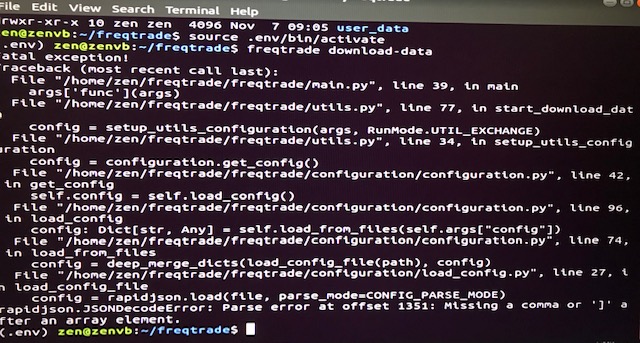 File Edit View Search Terminal Help
drwxr-xr-x 10 zen zen 4096 Nov 7 09:05 user_data
zen@zenvb:~/freqtrade$ source .env/bin/activate
.env) zen@zenvb:~/freqtrade$ freqtrade download-data
atal exception!
raceback (most recent call last):
File "/home/zen/freqtrade/freqtrade/main.py", line 39, in main
args['func'](args)
File "/home/zen/freqtrade/freqtrade/utils.py", line 77, in start_download_dat
config = setup_utils_configuration(args, RunMode.UTIL_EXCHANGE)
File "/home/zen/freqtrade/freqtrade/utils.py", line 34, in setup_utils_config
uration
config = configuration.get_config()
File "/home/zen/freqtrade/freqtrade/configuration/configuration.py", line 42,
in get_config
self.config = self.load_config()
File "/home/zen/freqtrade/freqtrade/configuration/configuration.py", line 96,
in load_config
config: Dict[str, Any] = self.load_from_files(self.args["config"])
File "/home/zen/freqtrade/freqtrade/configuration/configuration.py", line 74,
in load_from_files
config = deep_merge_dicts(load_config_file(path), config)
File "/home/zen/freqtrade/freqtrade/configuration/load_config.py", line 27, i
n load_config_file
config = rapidjson.load(file, parse_mode=CONFIG_PARSE_MODE)
rapidjson.JSONDecodeError: Parse error at offset 1351: Missing a comma or ']' a
fter an array element.
(.env) zen@zenvb:~/freqtrade$